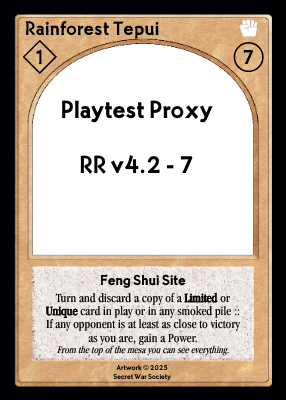 Rainforest Tepui
1
7
Playtest Proxy
RR v4.2 - 7
Feng Shui Site
Turn and discard a copy of a Limited or
Unique card in play or in any smoked pile ::
If any opponent is at least as close to victory
as you are, gain a Power.
From the top of the mesa you can see everything.
Artwork © 2025
Secret War Society